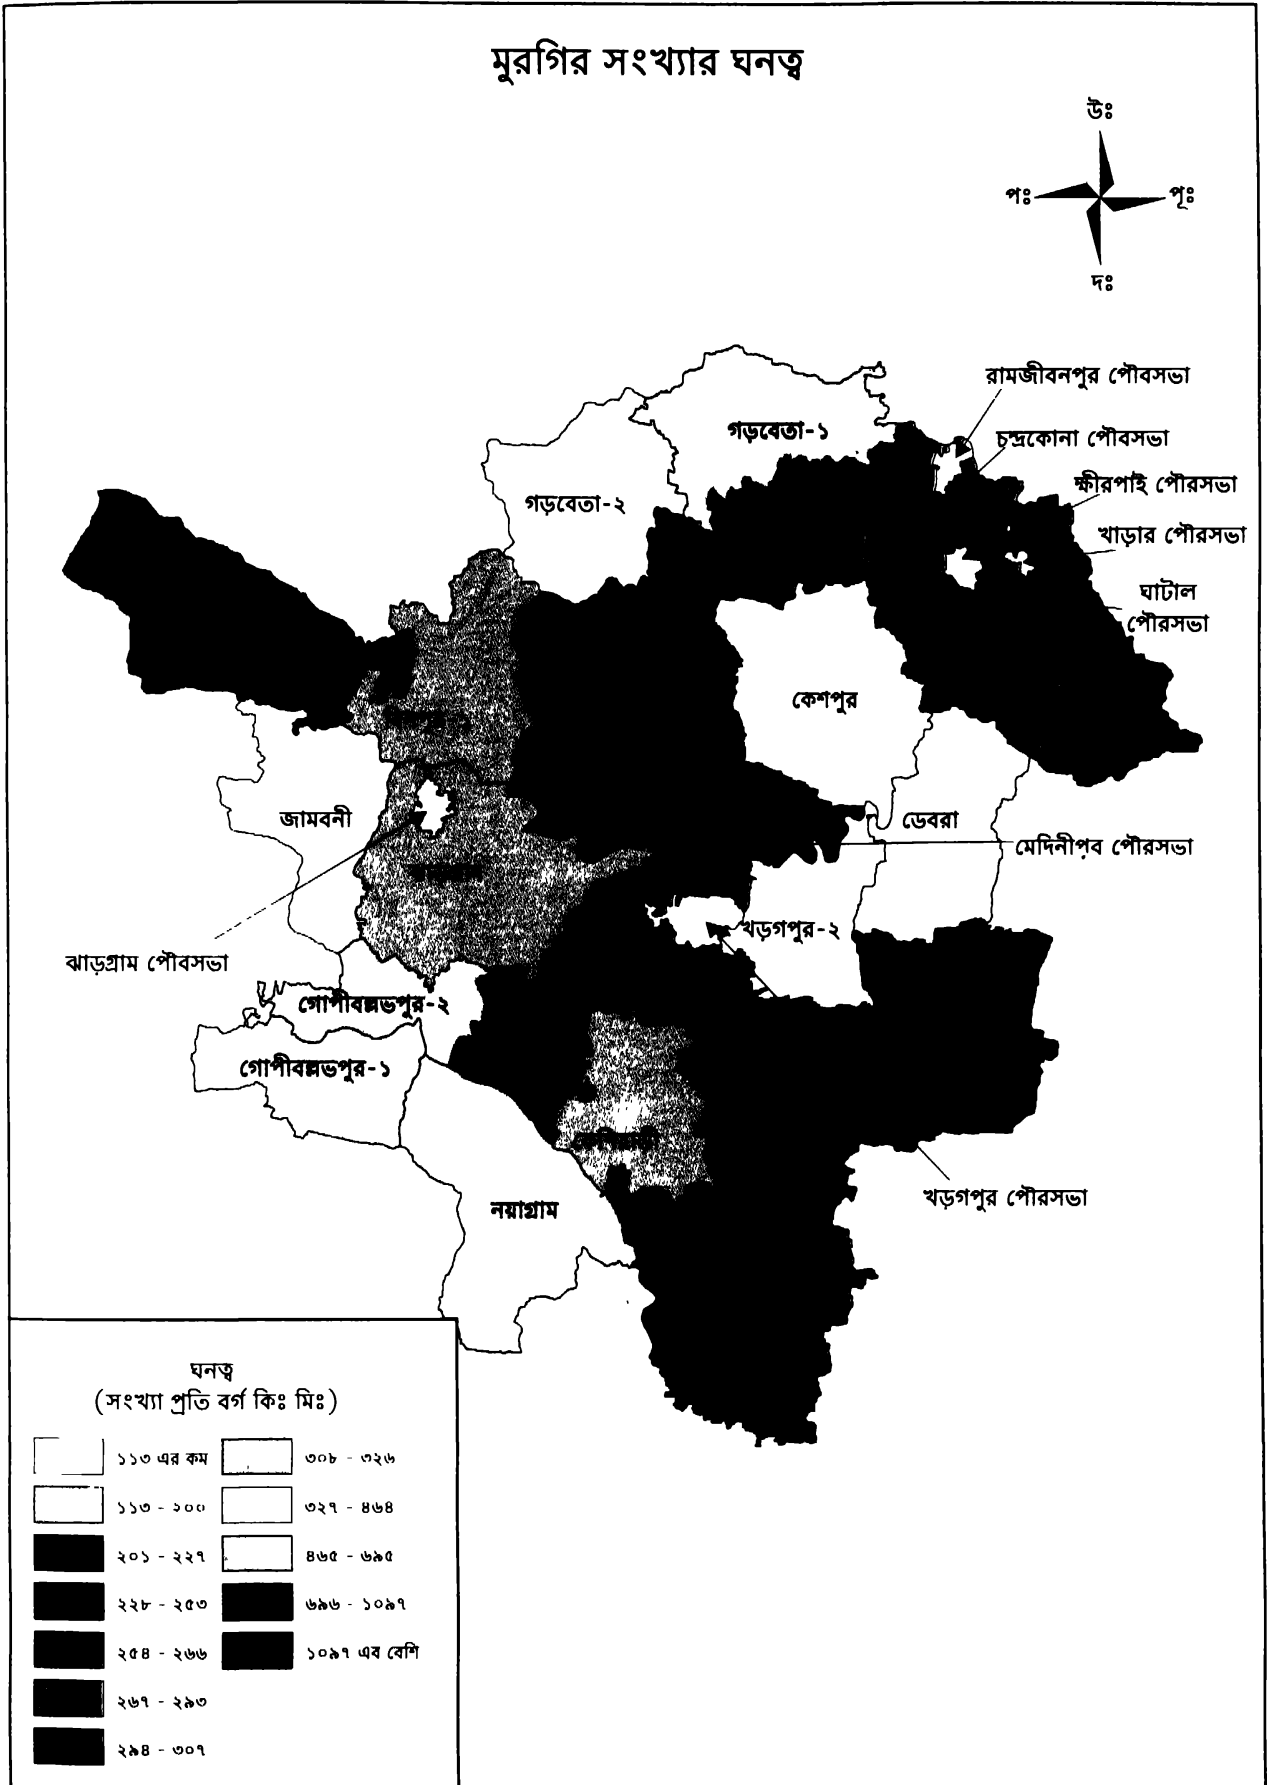 মুরগির সংখ্যার ঘনত্ব
উঃ
পঃ
পূঃ
দঃ
রামজীবনপুর পৌবসভা
গড়বেতা-১
চন্দ্রকোনা পৌবসভা
ক্ষীরপাই পৌরসভা
গড়বেতা-২
খাড়ার পৌরসভা
ঘাটাল
পৌরসভা
কেশপুর
জামবনী
ডেবরা
মেদিনীপুব পৌরসভা
খড়গপুর-২
ঝাড়গ্রাম পৌবসভা
গোপীবল্লভপুর-২
গোপীবল্লভপুর-১
খড়গপুর পৌরসভা
নয়াগ্রাম
ঘনত্ব
(সংখ্যা প্রতি বর্গ কিঃ মিঃ)
১১৩ এর কম
৩০৮ - ৩২৬
১১৩ - ২০০
৩২৭ - ৪৬৪
২০১ - ২২৭
৪৬৫ - ৬৯৫
২২৮ - ২৫৩
৬৯৬ - ১০৯৭
২৫৪ - ২৬৬
১০৯৭ এব বেশি
২৬৭ - ২৯৩
২৯৪ - ৩০৭